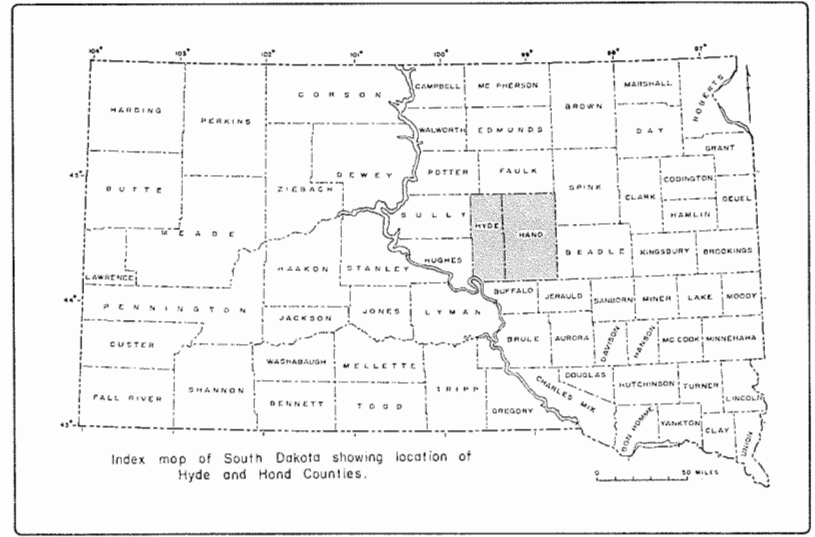 104° 103° 102° 101° 100° 99° 98° 97°
HARDING
PERKINS
CORSON
CAMPBELL
MC PHERSON
BROWN
MARSHALL
ROBERTS
WALWORTH
EDMUNDS
DAY
GRANT
45°
BUTTE
ZIEBACH
DEWEY
POTTER
FAULK
SPINK
CLARK
CODINGTON
HAMLIN
DEUEL
MEADE
SULLY
HYDE
HAND
LAWRENCE
HAAKON
STANLEY
HUGHES
BEADLE
KINGSBURY
BROOKINGS
44°
PENNINGTON
JACKSON
JONES
LYMAN
BUFFALO
JERAULD
SANBORN
MINER
LAKE
MOODY
CUSTER
BRULE
AURORA
DAVISON
HANSON
MC COOK
MINNEHAHA
WASHABAUGH
MELLETTE
FALL RIVER
SHANNON
BENNETT
TODD
TRIPP
GREGORY
CHARLES MIX
DOUGLAS
HUTCHINSON
TURNER
LINCOLN
43°
BON HOMME
YANKTON
CLAY
UNION
Index map of South Dakota showing location of
Hyde and Hand Counties.
0 50 MILES